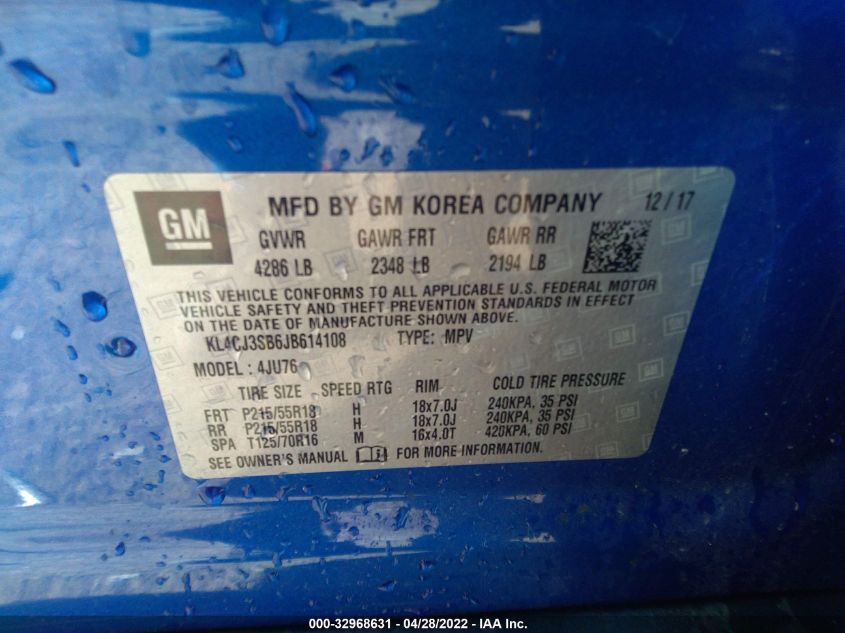 GM
MFD BY GM KOREA COMPANY 12/17
GVWR GAWR FRT GAWR RR
4286 LB 2348 LB 2194 LB
THIS VEHICLE CONFORMS TO ALL APPLICABLE U.S. FEDERAL MOTOR
VEHICLE SAFETY AND THEFT PREVENTION STANDARDS IN EFFECT
ON THE DATE OF MANUFACTURE SHOWN ABOVE.
KL4CJ3SB6JB614108 TYPE: MPV
MODEL: 4JU76
TIRE SIZE SPEED RTG RIM COLD TIRE PRESSURE
FRT P215/55R18 H 18x7.0J 240KPA, 35 PSI
RR P215/55R18 H 18x7.0J 240KPA, 35 PSI
SPA T125/70R16 M 16x4.0T 420KPA, 60 PSI
SEE OWNER'S MANUAL FOR MORE INFORMATION.
000-32968631 - 04/28/2022 - IAA Inc.